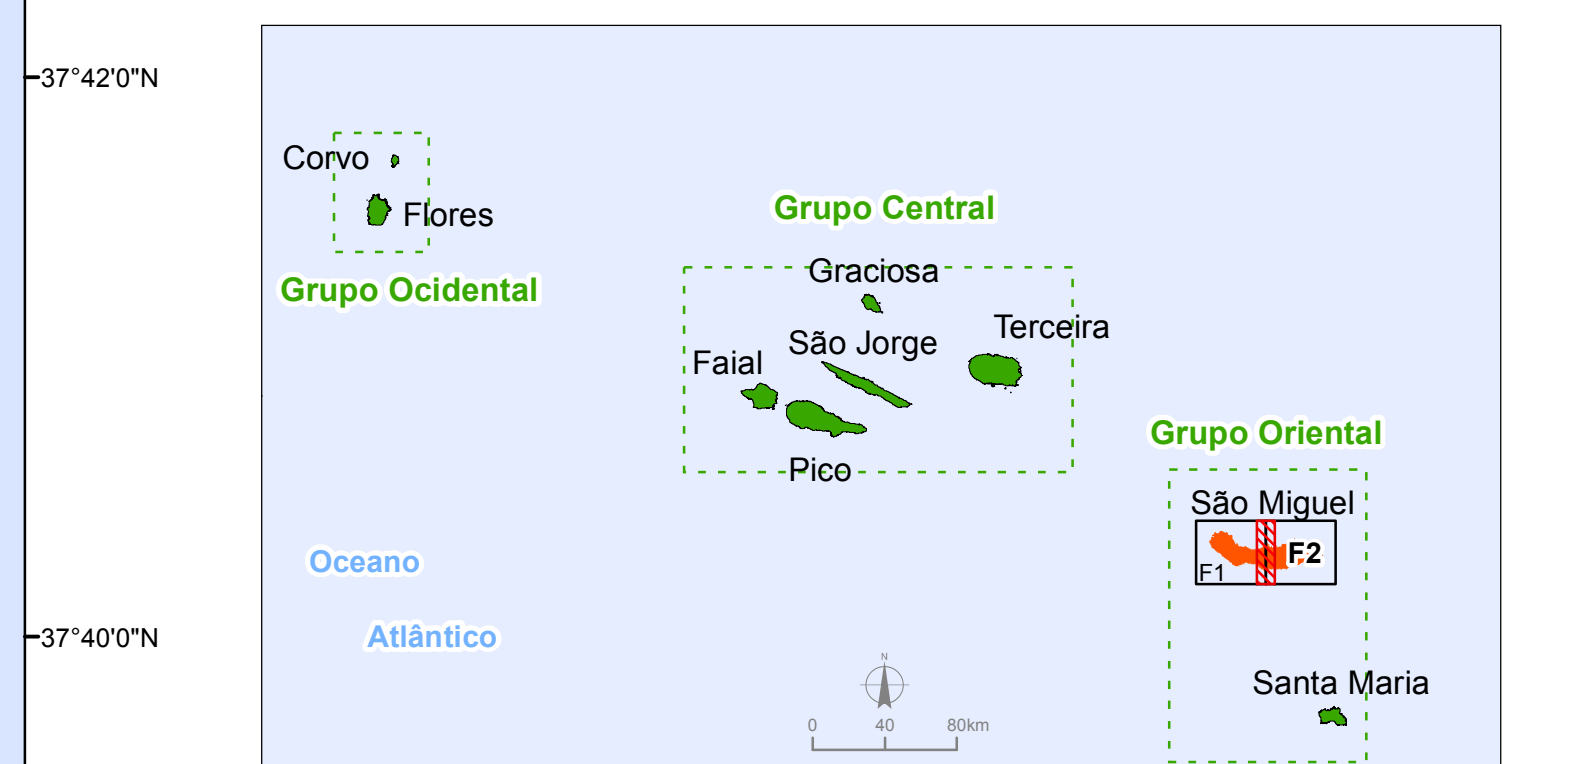 37°42'0"N
Corvo
Flores
Grupo Ocidental
Grupo Central
Graciosa
São Jorge
Terceira
Faial
Pico
Grupo Oriental
São Miguel
F1
F2
Oceano
Atlântico
37°40'0"N
Santa Maria
N
0 40 80km